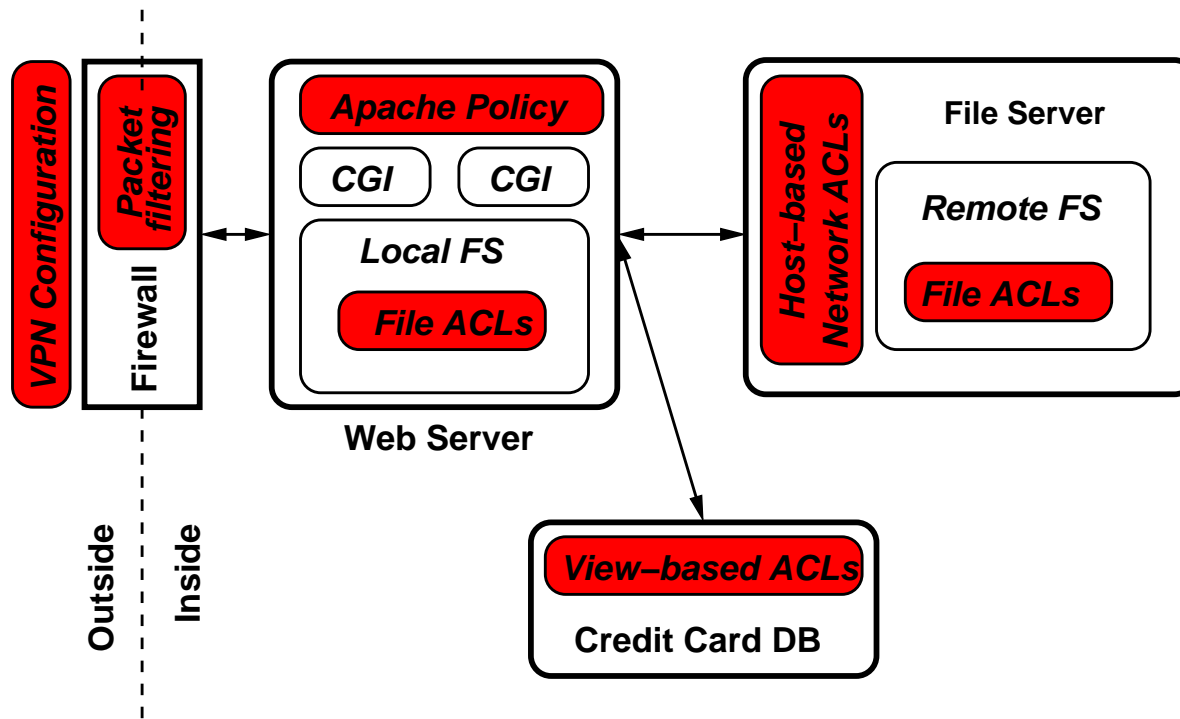 VPN Configuration
Packet
filtering
Firewall
Outside
Inside
Apache Policy
CGI
CGI
Local FS
File ACLs
Web Server
Host–based
Network ACLs
File Server
Remote FS
File ACLs
View–based ACLs
Credit Card DB